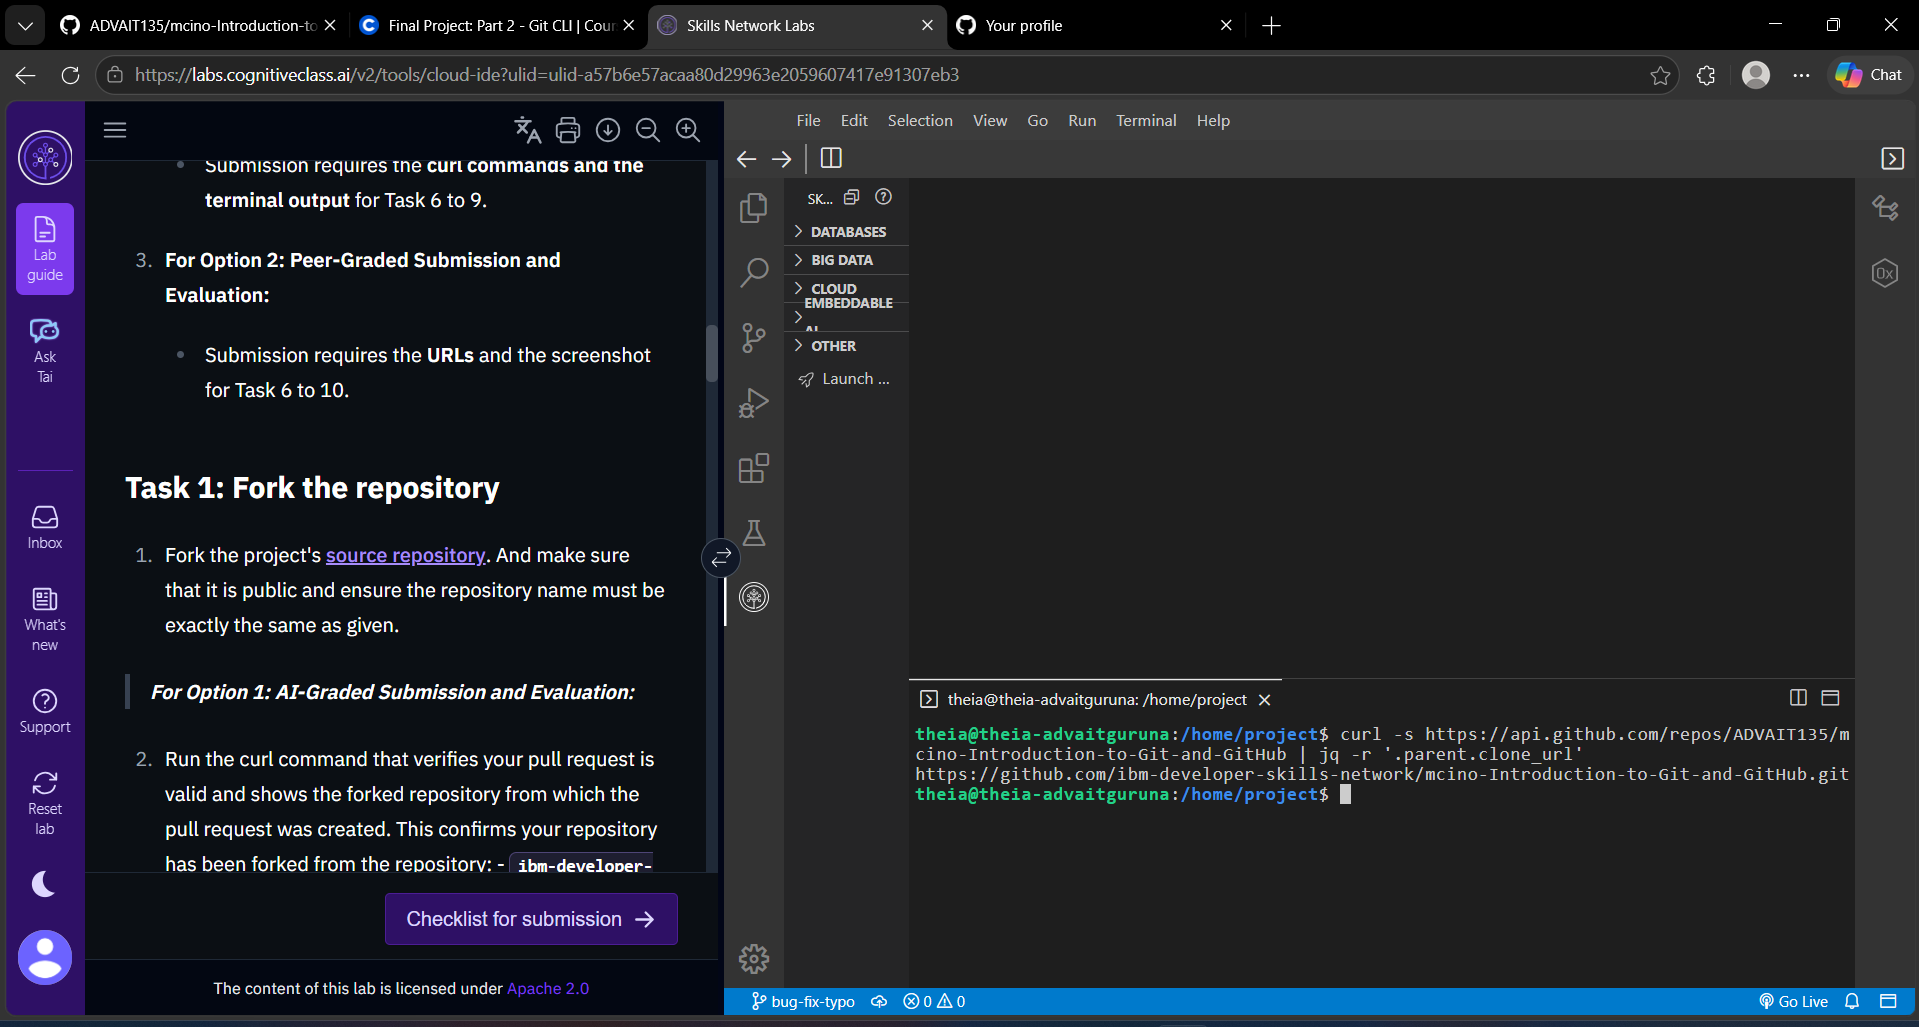 ADVAIT135/mcino-Introduction-to
Final Project: Part 2 - Git CLI | Cour
Skills Network Labs
Your profile
https://labs.cognitiveclass.ai/v2/tools/cloud-ide?ulid=ulid-a57b6e57acaa80d29963e2059607417e91307eb3
Chat
Lab
guide
Ask
Tai
Inbox
What's
new
Support
Reset
lab
Submission requires the curl commands and the
terminal output for Task 6 to 9.
3. For Option 2: Peer-Graded Submission and
Evaluation:
Submission requires the URLs and the screenshot
for Task 6 to 10.
Task 1: Fork the repository
1. Fork the project's source repository. And make sure
that it is public and ensure the repository name must be
exactly the same as given.
For Option 1: AI-Graded Submission and Evaluation:
2. Run the curl command that verifies your pull request is
valid and shows the forked repository from which the
pull request was created. This confirms your repository
has been forked from the repository: - ibm-developer-
Checklist for submission
The content of this lab is licensed under Apache 2.0
File Edit Selection View Go Run Terminal Help
SK...
DATABASES
BIG DATA
CLOUD
EMBEDDABLE
AI
OTHER
Launch ...
0x
theia@theia-advaitguruna: /home/project
theia@theia-advaitguruna:/home/project$ curl -s https://api.github.com/repos/ADVAIT135/m
cino-Introduction-to-Git-and-GitHub | jq -r '.parent.clone_url'
https://github.com/ibm-developer-skills-network/mcino-Introduction-to-Git-and-GitHub.git
theia@theia-advaitguruna:/home/project$
bug-fix-typo 0 0
Go Live